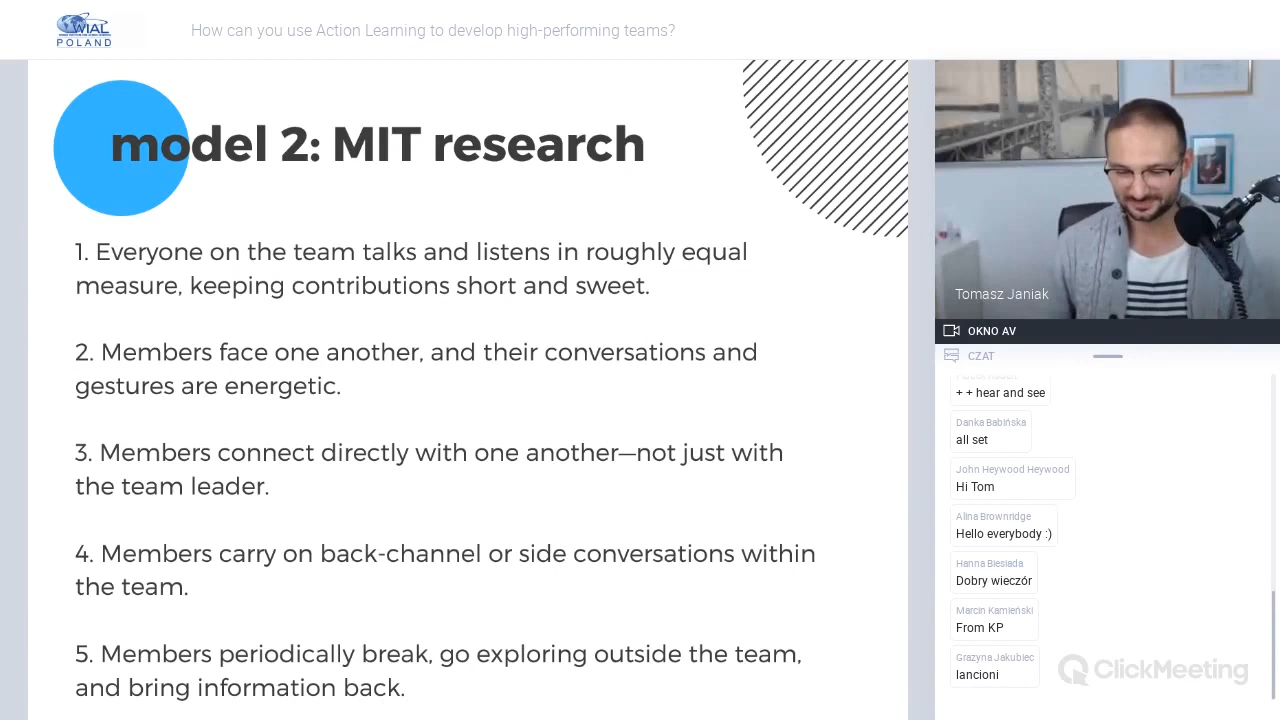 WIAL
POLAND
How can you use Action Learning to develop high-performing teams?
model 2: MIT research
1. Everyone on the team talks and listens in roughly equal
measure, keeping contributions short and sweet.
2. Members face one another, and their conversations and
gestures are energetic.
3. Members connect directly with one another—not just with
the team leader.
4. Members carry on back-channel or side conversations within
the team.
5. Members periodically break, go exploring outside the team,
and bring information back.
Tomasz Janiak
OKNO AV
CZAT
+ + hear and see
Danka Babińska
all set
John Heywood Heywood
Hi Tom
Alina Brownridge
Hello everybody :)
Hanna Biesiada
Dobry wieczór
Marcin Kamieński
From KP
Grazyna Jakubiec
lancioni
ClickMeeting